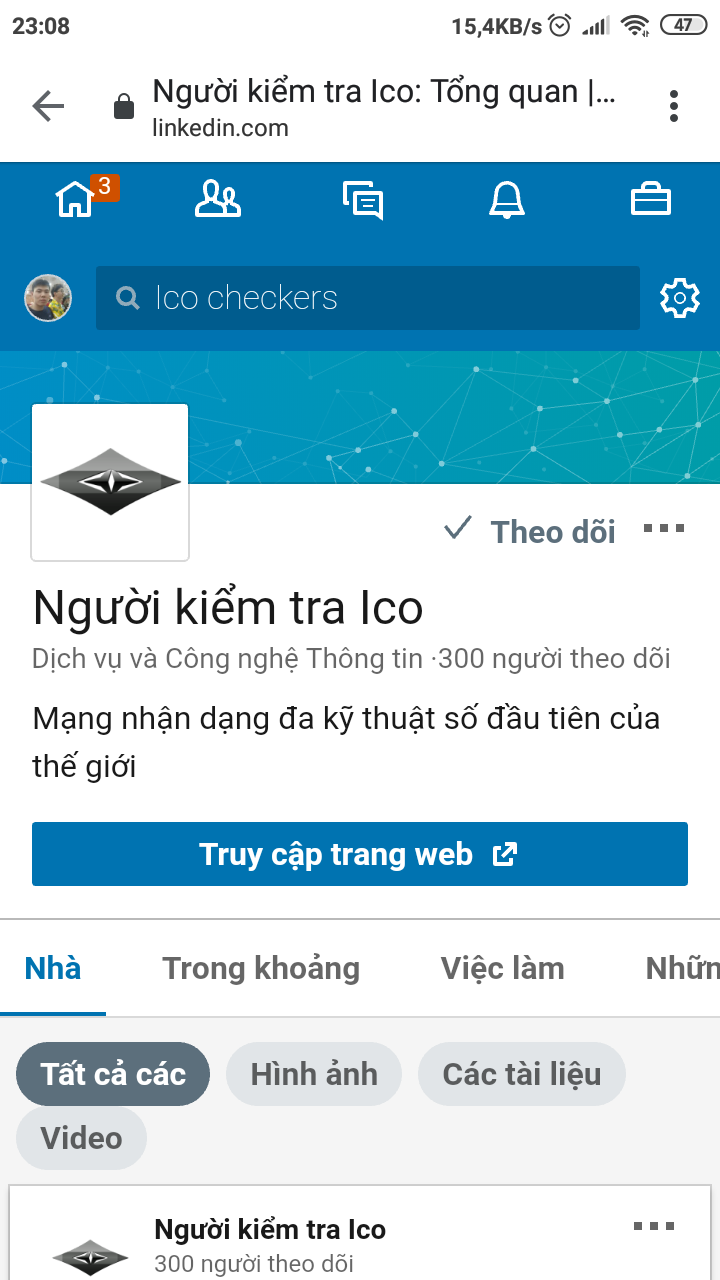 23:08
15,4KB/s
47
Người kiểm tra Ico: Tổng quan |...
linkedin.com
3
Ico checkers
Theo dõi
Người kiểm tra Ico
Dịch vụ và Công nghệ Thông tin ·300 người theo dõi
Mạng nhận dạng đa kỹ thuật số đầu tiên của
thế giới
Truy cập trang web
Nhà Trong khoảng Việc làm Nhữn
Tất cả các Hình ảnh Các tài liệu
Video
Người kiểm tra Ico
300 người theo dõi